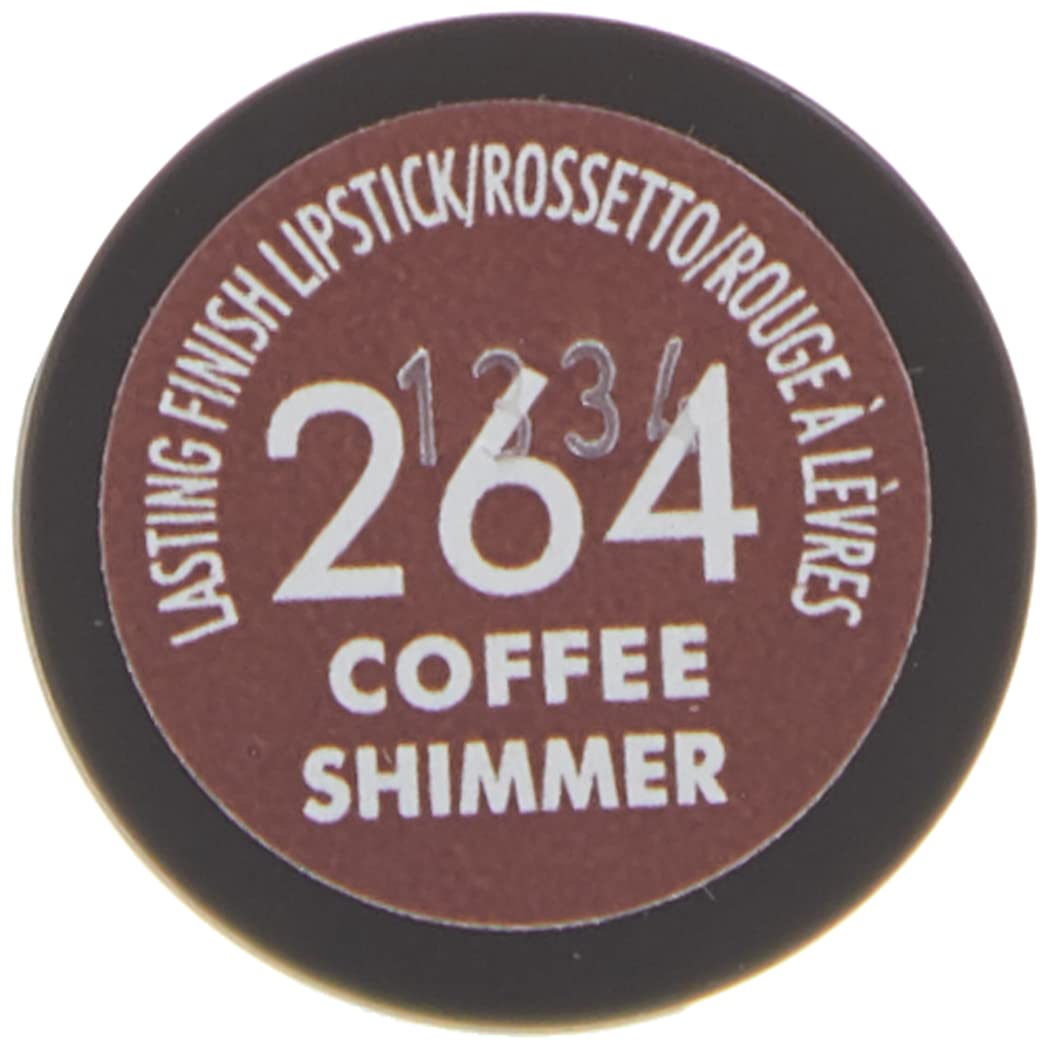 LASTING FINISH LIPSTICK/ROSSETTO/ROUGE À LÈVRES
1334
264
COFFEE
SHIMMER